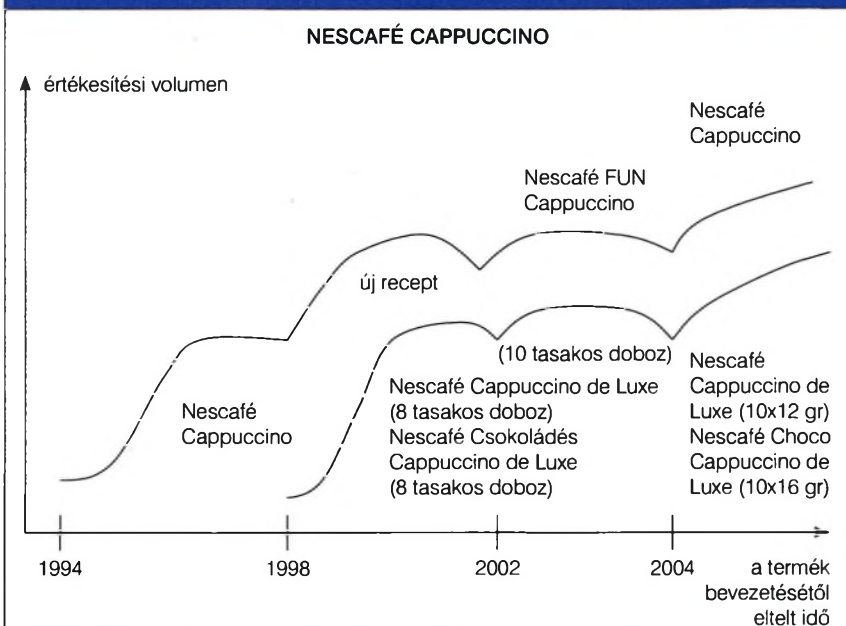 NESCAFÉ CAPPUCCINO
értékesítési volumen
Nescafé
Cappuccino
Nescafé FUN
Cappuccino
új recept
(10 tasakos doboz)
Nescafé
Cappuccino
Nescafé Cappuccino de Luxe
(8 tasakos doboz)
Nescafé Csokoládés
Cappuccino de Luxe
(8 tasakos doboz)
Nescafé
Cappuccino de
Luxe (10x12 gr)
Nescafé Choco
Cappuccino de
Luxe (10x16 gr)
1994
1998
2002
2004
a termék
bevezetésétől
eltelt idő